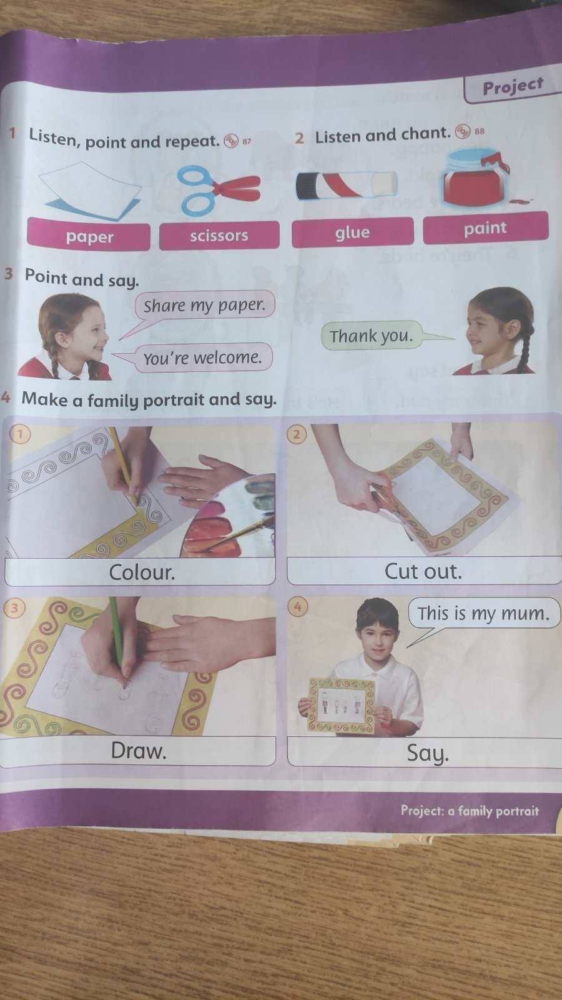 Project
1 Listen, point and repeat. 87
2 Listen and chant. 88
paper
scissors
glue
paint
3 Point and say.
Share my paper.
Thank you.
You're welcome.
4 Make a family portrait and say.
1
Colour.
2
Cut out.
3
Draw.
4
This is my mum.
Say.
Project: a family portrait